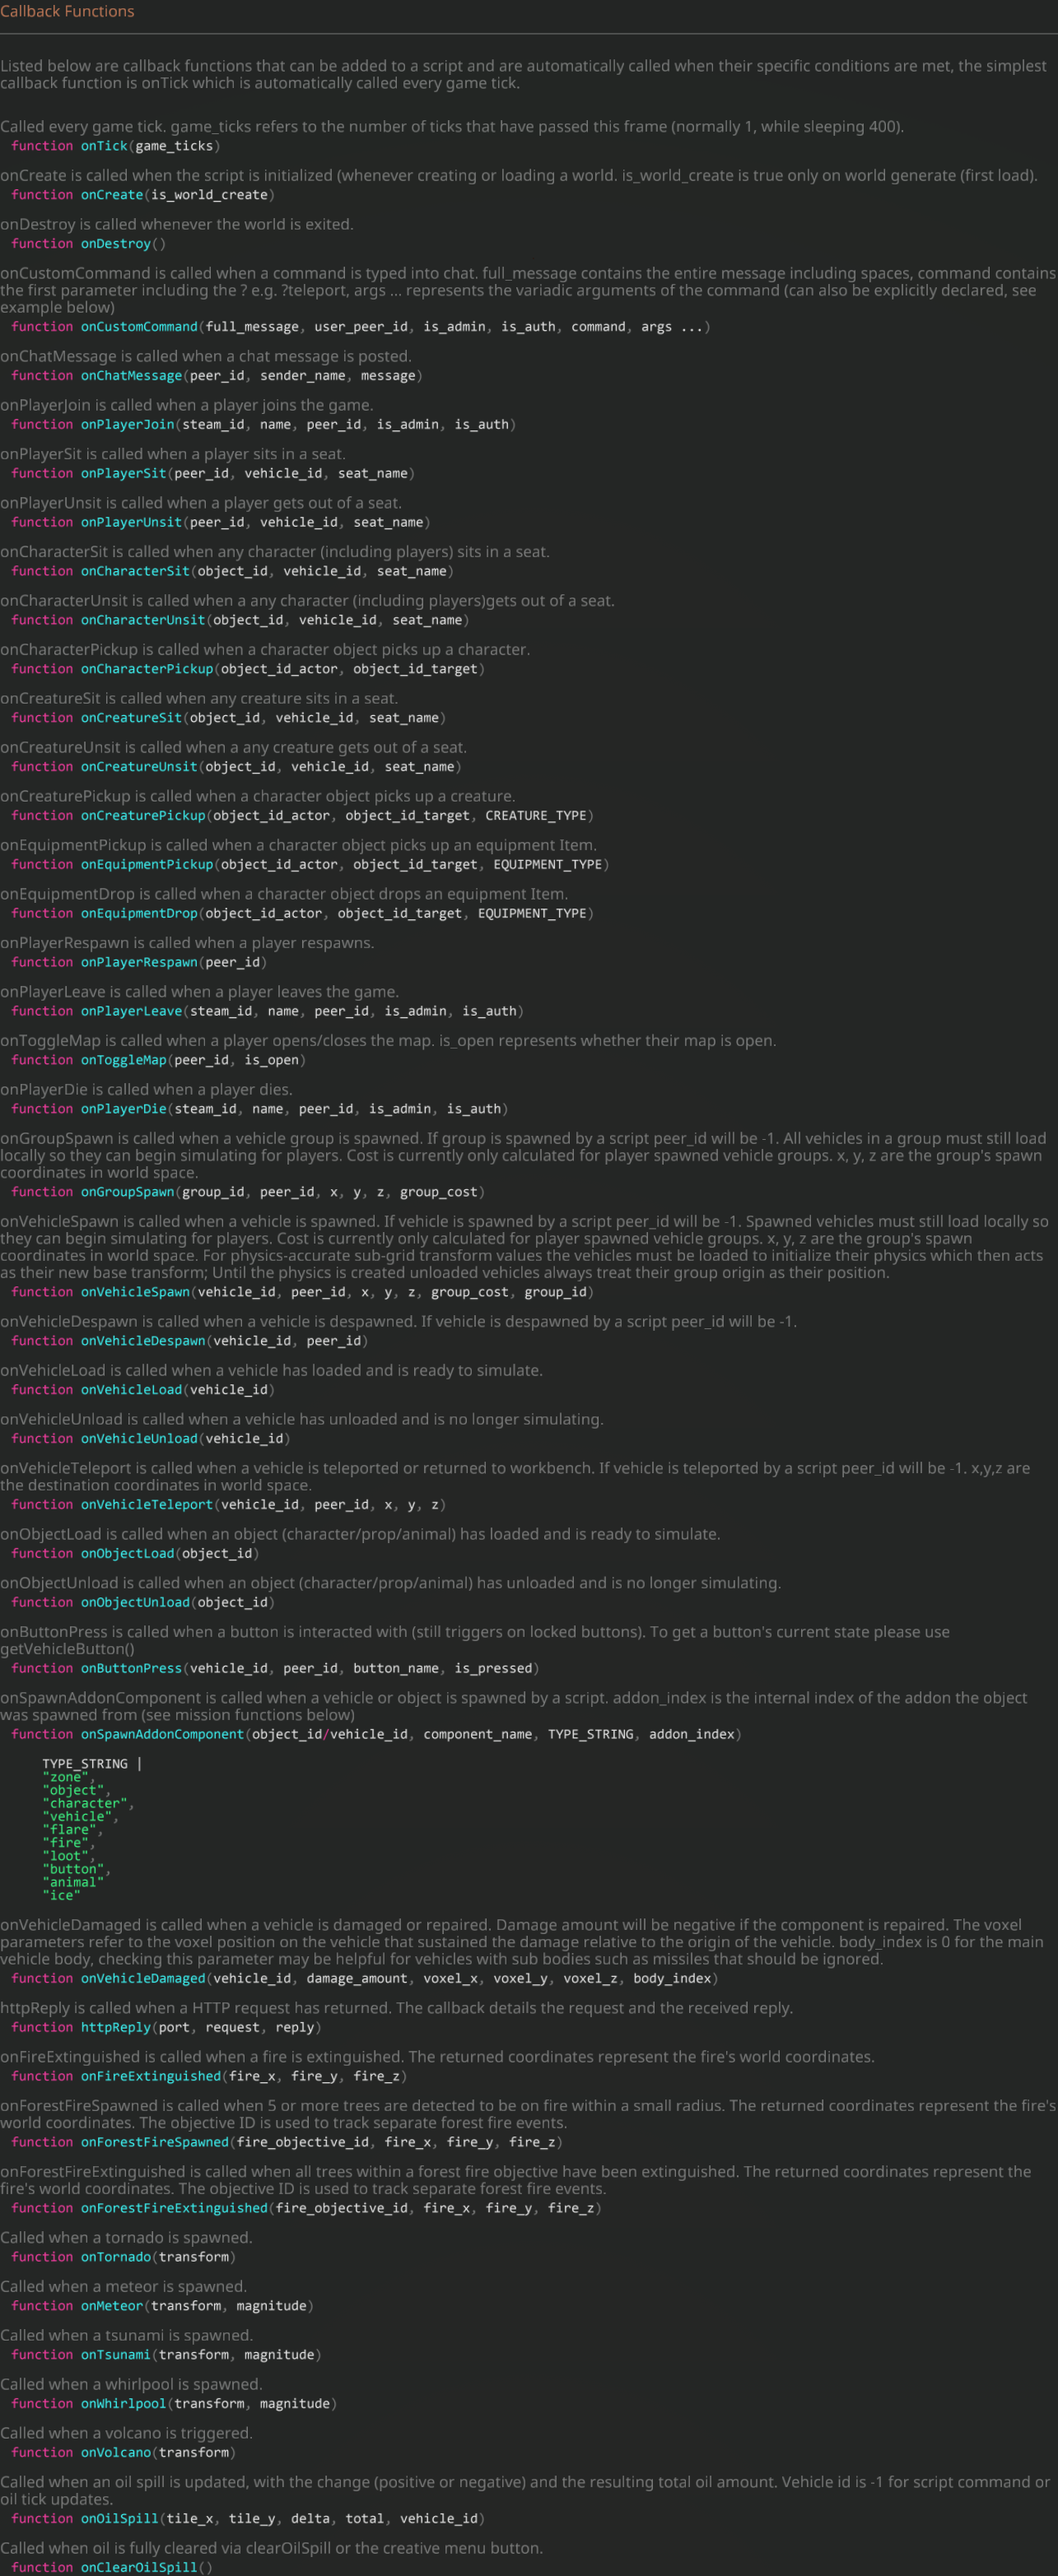 Callback Functions
Listed below are callback functions that can be added to a script and are automatically called when their specific conditions are met, the simplest
callback function is onTick which is automatically called every game tick.
Called every game tick. game_ticks refers to the number of ticks that have passed this frame (normally 1, while sleeping 400).
function onTick(game_ticks)
onCreate is called when the script is initialized (whenever creating or loading a world. is_world_create is true only on world generate (first load).
function onCreate(is_world_create)
onDestroy is called whenever the world is exited.
function onDestroy()
onCustomCommand is called when a command is typed into chat. full_message contains the entire message including spaces, command contains
the first parameter including the ? e.g. ?teleport, args ... represents the variadic arguments of the command (can also be explicitly declared, see
example below)
function onCustomCommand(full_message, user_peer_id, is_admin, is_auth, command, args ...)
onChatMessage is called when a chat message is posted.
function onChatMessage(peer_id, sender_name, message)
onPlayerJoin is called when a player joins the game.
function onPlayerJoin(steam_id, name, peer_id, is_admin, is_auth)
onPlayerSit is called when a player sits in a seat.
function onPlayerSit(peer_id, vehicle_id, seat_name)
onPlayerUnsit is called when a player gets out of a seat.
function onPlayerUnsit(peer_id, vehicle_id, seat_name)
onCharacterSit is called when any character (including players) sits in a seat.
function onCharacterSit(object_id, vehicle_id, seat_name)
onCharacterUnsit is called when a any character (including players)gets out of a seat.
function onCharacterUnsit(object_id, vehicle_id, seat_name)
onCharacterPickup is called when a character object picks up a character.
function onCharacterPickup(object_id_actor, object_id_target)
onCreatureSit is called when any creature sits in a seat.
function onCreatureSit(object_id, vehicle_id, seat_name)
onCreatureUnsit is called when a any creature gets out of a seat.
function onCreatureUnsit(object_id, vehicle_id, seat_name)
onCreaturePickup is called when a character object picks up a creature.
function onCreaturePickup(object_id_actor, object_id_target, CREATURE_TYPE)
onEquipmentPickup is called when a character object picks up an equipment Item.
function onEquipmentPickup(object_id_actor, object_id_target, EQUIPMENT_TYPE)
onEquipmentDrop is called when a character object drops an equipment Item.
function onEquipmentDrop(object_id_actor, object_id_target, EQUIPMENT_TYPE)
onPlayerRespawn is called when a player respawns.
function onPlayerRespawn(peer_id)
onPlayerLeave is called when a player leaves the game.
function onPlayerLeave(steam_id, name, peer_id, is_admin, is_auth)
onToggleMap is called when a player opens/closes the map. is_open represents whether their map is open.
function onToggleMap(peer_id, is_open)
onPlayerDie is called when a player dies.
function onPlayerDie(steam_id, name, peer_id, is_admin, is_auth)
onGroupSpawn is called when a vehicle group is spawned. If group is spawned by a script peer_id will be -1. All vehicles in a group must still load
locally so they can begin simulating for players. Cost is currently only calculated for player spawned vehicle groups. x, y, z are the group's spawn
coordinates in world space.
function onGroupSpawn(group_id, peer_id, x, y, z, group_cost)
onVehicleSpawn is called when a vehicle is spawned. If vehicle is spawned by a script peer_id will be -1. Spawned vehicles must still load locally so
they can begin simulating for players. Cost is currently only calculated for player spawned vehicle groups. x, y, z are the group's spawn
coordinates in world space. For physics-accurate sub-grid transform values the vehicles must be loaded to initialize their physics which then acts
as their new base transform; Until the physics is created unloaded vehicles always treat their group origin as their position.
function onVehicleSpawn(vehicle_id, peer_id, x, y, z, group_cost, group_id)
onVehicleDespawn is called when a vehicle is despawned. If vehicle is despawned by a script peer_id will be -1.
function onVehicleDespawn(vehicle_id, peer_id)
onVehicleLoad is called when a vehicle has loaded and is ready to simulate.
function onVehicleLoad(vehicle_id)
onVehicleUnload is called when a vehicle has unloaded and is no longer simulating.
function onVehicleUnload(vehicle_id)
onVehicleTeleport is called when a vehicle is teleported or returned to workbench. If vehicle is teleported by a script peer_id will be -1. x,y,z are
the destination coordinates in world space.
function onVehicleTeleport(vehicle_id, peer_id, x, y, z)
onObjectLoad is called when an object (character/prop/animal) has loaded and is ready to simulate.
function onObjectLoad(object_id)
onObjectUnload is called when an object (character/prop/animal) has unloaded and is no longer simulating.
function onObjectUnload(object_id)
onButtonPress is called when a button is interacted with (still triggers on locked buttons). To get a button's current state please use
getVehicleButton()
function onButtonPress(vehicle_id, peer_id, button_name, is_pressed)
onSpawnAddonComponent is called when a vehicle or object is spawned by a script. addon_index is the internal index of the addon the object
was spawned from (see mission functions below)
function onSpawnAddonComponent(object_id/vehicle_id, component_name, TYPE_STRING, addon_index)
TYPE_STRING |
"zone",
"object",
"character",
"vehicle",
"flare",
"fire",
"loot",
"button",
"animal"
"ice"
onVehicleDamaged is called when a vehicle is damaged or repaired. Damage amount will be negative if the component is repaired. The voxel
parameters refer to the voxel position on the vehicle that sustained the damage relative to the origin of the vehicle. body_index is 0 for the main
vehicle body, checking this parameter may be helpful for vehicles with sub bodies such as missiles that should be ignored.
function onVehicleDamaged(vehicle_id, damage_amount, voxel_x, voxel_y, voxel_z, body_index)
httpReply is called when a HTTP request has returned. The callback details the request and the received reply.
function httpReply(port, request, reply)
onFireExtinguished is called when a fire is extinguished. The returned coordinates represent the fire's world coordinates.
function onFireExtinguished(fire_x, fire_y, fire_z)
onForestFireSpawned is called when 5 or more trees are detected to be on fire within a small radius. The returned coordinates represent the fire's
world coordinates. The objective ID is used to track separate forest fire events.
function onForestFireSpawned(fire_objective_id, fire_x, fire_y, fire_z)
onForestFireExtinguished is called when all trees within a forest fire objective have been extinguished. The returned coordinates represent the
fire's world coordinates. The objective ID is used to track separate forest fire events.
function onForestFireExtinguished(fire_objective_id, fire_x, fire_y, fire_z)
Called when a tornado is spawned.
function onTornado(transform)
Called when a meteor is spawned.
function onMeteor(transform, magnitude)
Called when a tsunami is spawned.
function onTsunami(transform, magnitude)
Called when a whirlpool is spawned.
function onWhirlpool(transform, magnitude)
Called when a volcano is triggered.
function onVolcano(transform)
Called when an oil spill is updated, with the change (positive or negative) and the resulting total oil amount. Vehicle id is -1 for script command or
oil tick updates.
function onOilSpill(tile_x, tile_y, delta, total, vehicle_id)
Called when oil is fully cleared via clearOilSpill or the creative menu button.
function onClearOilSpill()